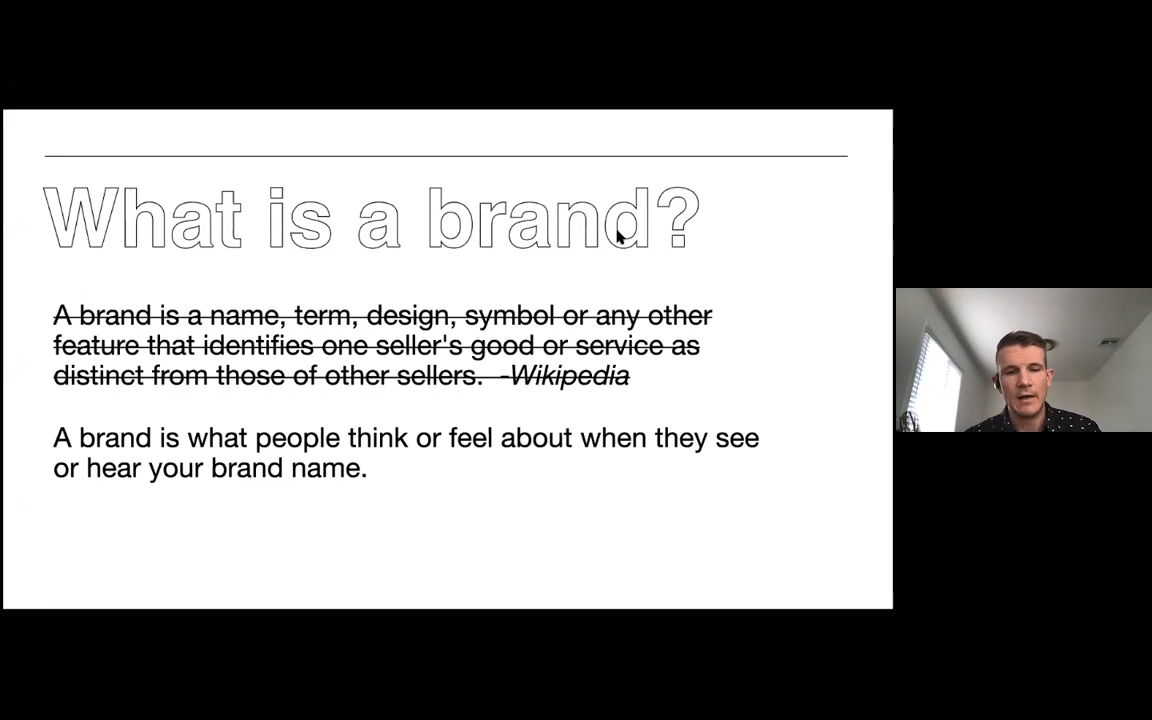 What is a brand?
A brand is a name, term, design, symbol or any other
feature that identifies one seller's good or service as
distinct from those of other sellers.  -Wikipedia
A brand is what people think or feel about when they see
or hear your brand name.